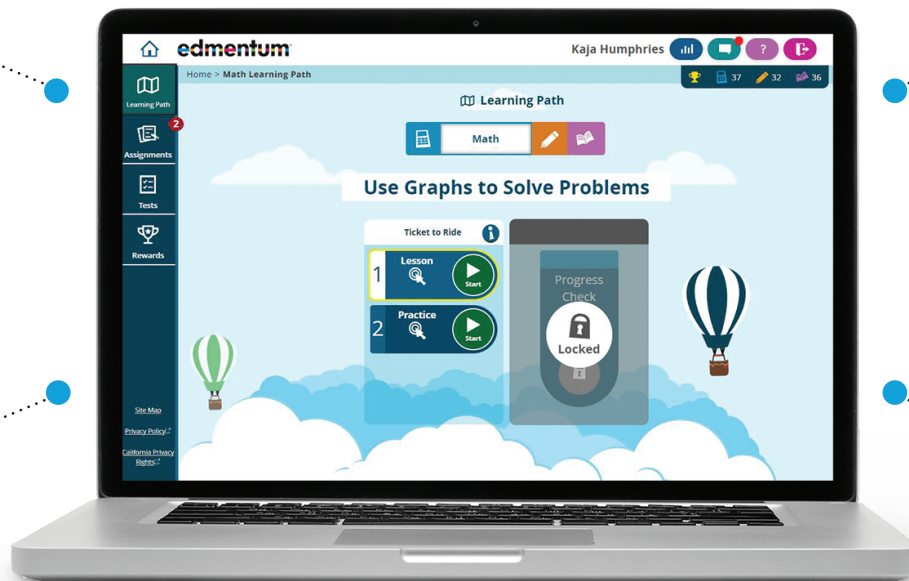 edmentum
Kaja Humphries
?
Home > Math Learning Path
37
32
36
Learning Path
2
Assignments
Tests
Rewards
Site Map
Privacy Policy
California Privacy
Rights
Learning Path
Math
Use Graphs to Solve Problems
Ticket to Ride
i
1
Lesson
Start
2
Practice
Start
Progress
Check
Locked